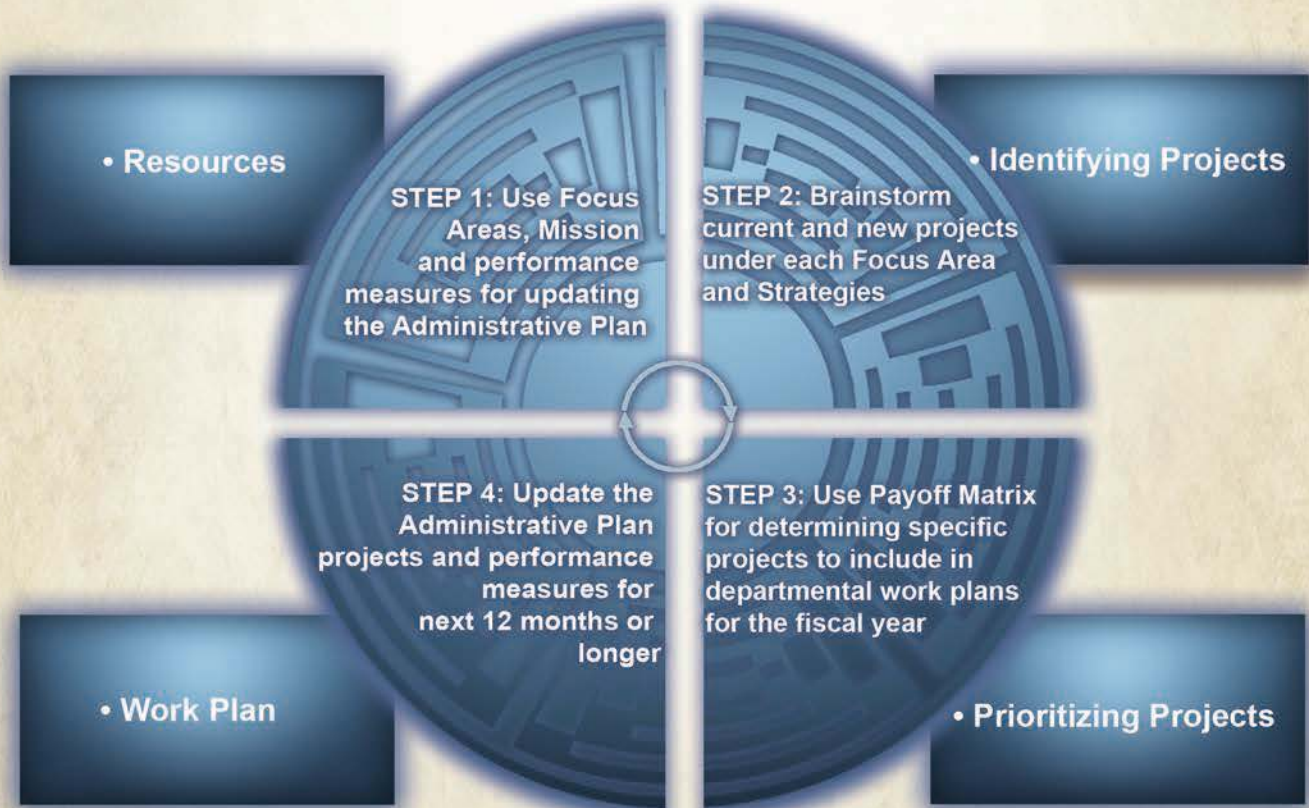 • Resources
STEP 1: Use Focus
Areas, Mission
and performance
measures for updating
the Administrative Plan
• Identifying Projects
STEP 2: Brainstorm
current and new projects
under each Focus Area
and Strategies
STEP 4: Update the
Administrative Plan
projects and performance
measures for
next 12 months or
longer
• Work Plan
STEP 3: Use Payoff Matrix
for determining specific
projects to include in
departmental work plans
for the fiscal year
• Prioritizing Projects